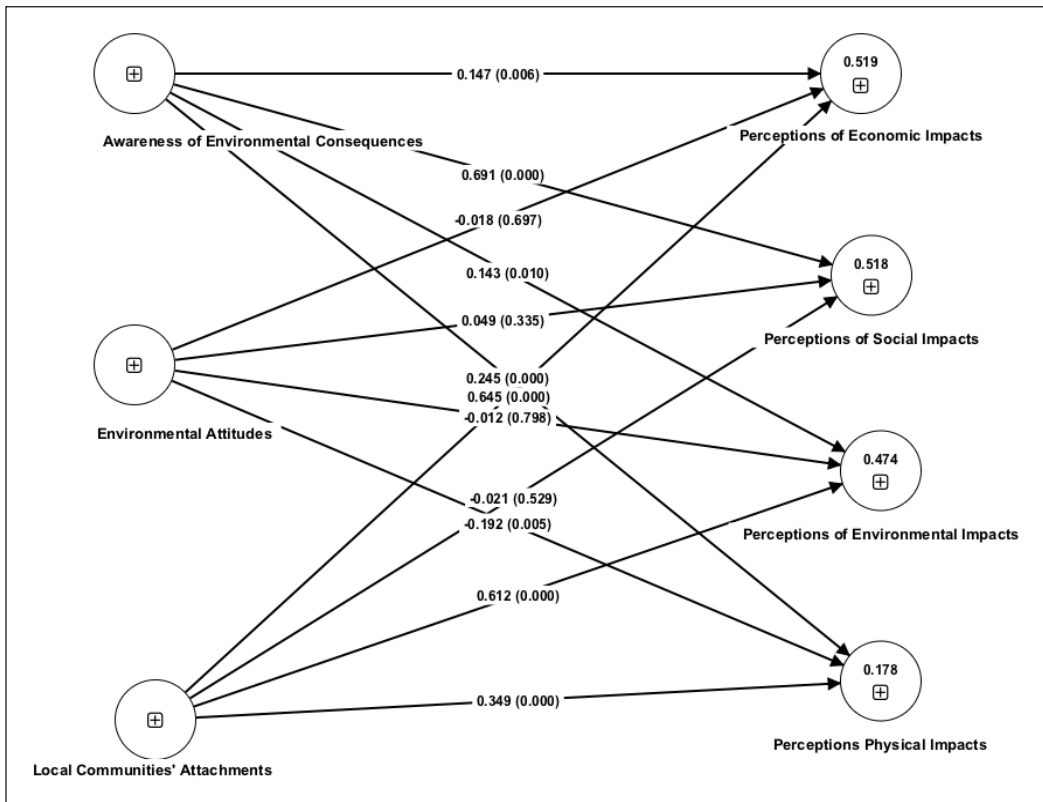 0.519
0.147 (0.006)
Awareness of Environmental Consequences
Perceptions of Economic Impacts
0.691 (0.000)
-0.018 (0.697)
0.518
0.143 (0.010)
0.049 (0.335)
Perceptions of Social Impacts
0.245 (0.000)
0.645 (0.000)
-0.012 (0.798)
Environmental Attitudes
0.474
-0.021 (0.529)
-0.192 (0.005)
Perceptions of Environmental Impacts
0.612 (0.000)
0.178
0.349 (0.000)
Perceptions Physical Impacts
Local Communities' Attachments